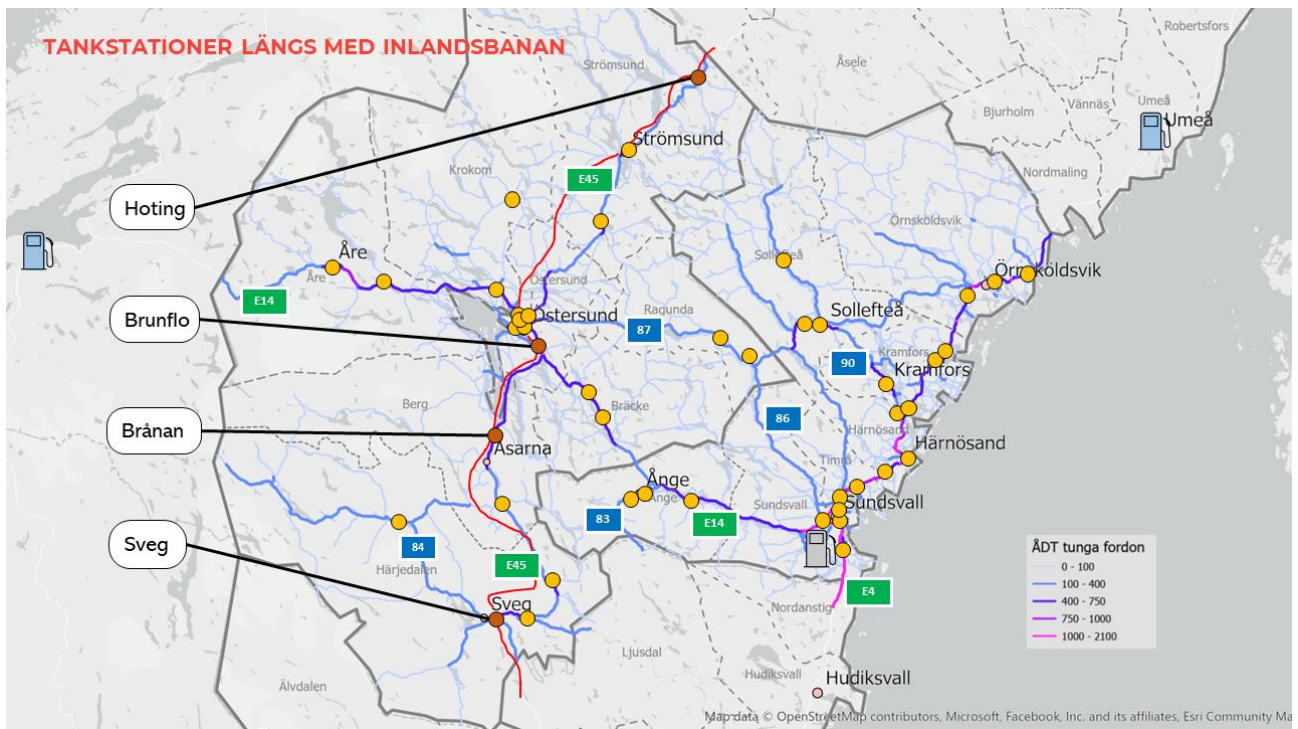 TANKSTATIONER LÄNGS MED INLANDSBANAN
Robertsfors
Strömsund
Åsele
Vännäs
Umeå
Bjurholm
Umeå
Strömsund
Krokom
E45
Nordmaling
Hoting
Örnsköldsvik
Åre
Åre
Sollefteå
Östersund
Örnsköldsvik
E14
Brunflo
Östersund
Ragunda
87
Sollefteå
Kramfors
90
Kramfors
Berg
Bräcke
86
Brånan
Åsarna
Härnösand
Härnösand
Timrå
Ånge
Ånge
Sundsvall
Sundsvall
83
E14
Sveg
84
Härjedalen
E45
ÅDT tunga fordon
0 - 100
100 - 400
400 - 750
750 - 1000
1000 - 2100
E4
Nordanstig
Sveg
Ljusdal
Älvdalen
Hudiksvall
Hudiksvall
Map data © OpenStreetMap contributors, Microsoft, Facebook, Inc. and its affiliates, Esri Community Ma